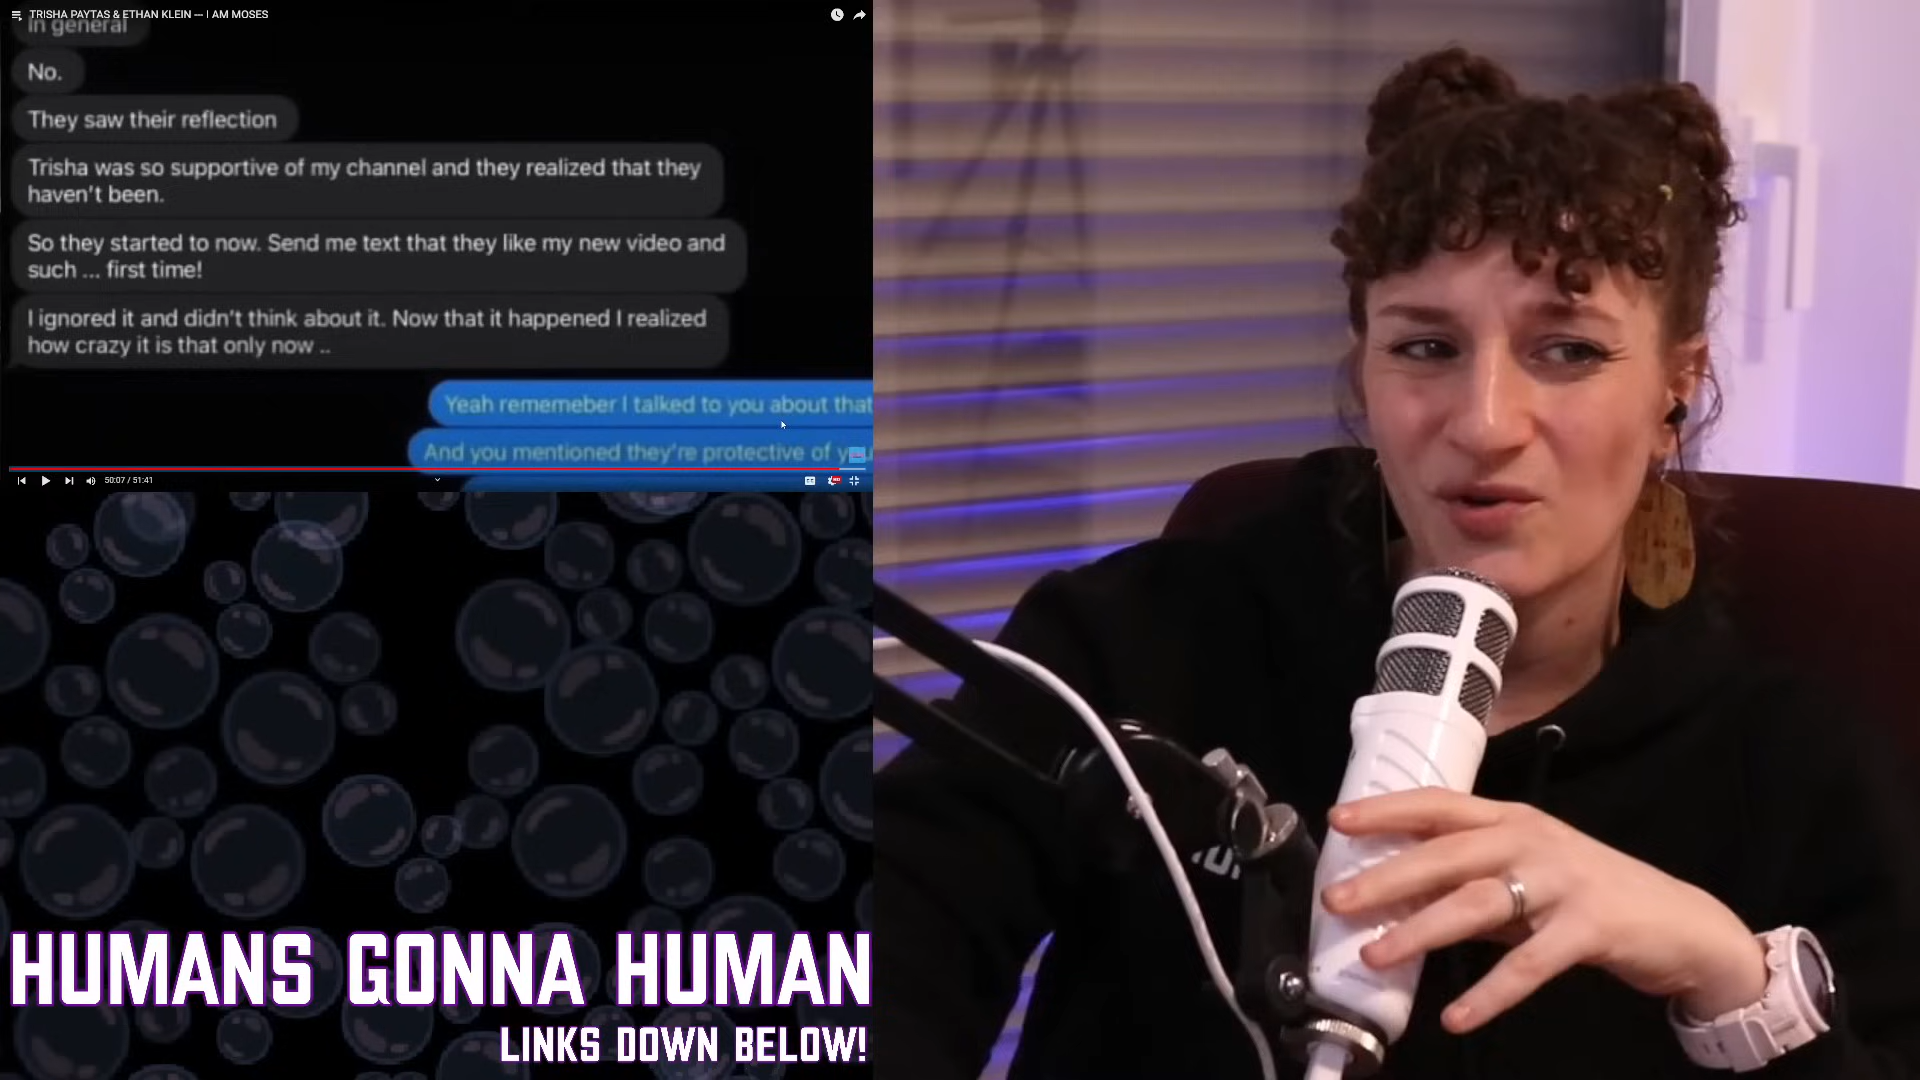 TRISHA PAYTAS & ETHAN KLEIN — I AM MOSES
In general
No.
They saw their reflection
Trisha was so supportive of my channel and they realized that they
haven't been.
So they started to now. Send me text that they like my new video and
such ... first time!
I ignored it and didn't think about it. Now that it happened I realized
how crazy it is that only now ..
Yeah rememeber I talked to you about that
And you mentioned they're protective of you
50:07 / 51:41
HUMANS GONNA HUMAN
LINKS DOWN BELOW!